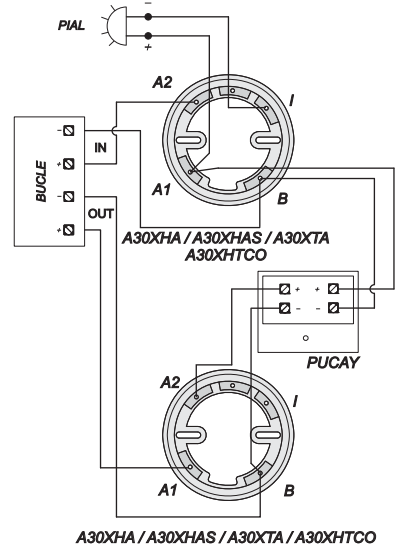 −
PIAL
+
A2
I
− IN
+
BUCLE
−
OUT
+
A1
B
A30XHA / A30XHAS / A30XTA
A30XHTCO
+ +
− −
PUCAY
A2
I
A1
B
A30XHA / A30XHAS / A30XTA / A30XHTCO